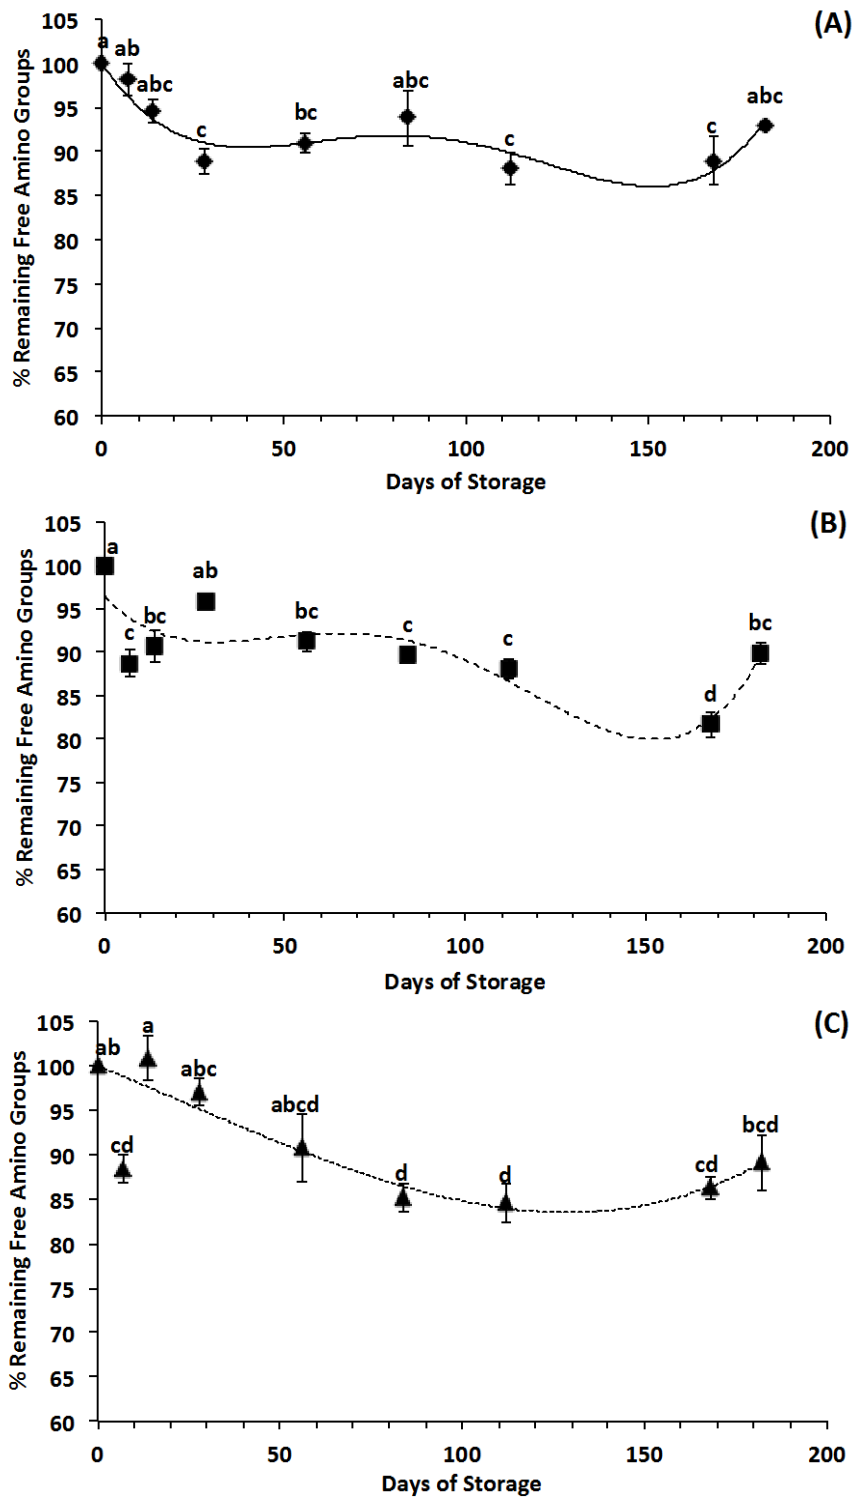 (A)
% Remaining Free Amino Groups
105
100
95
90
85
80
75
70
65
60
a
ab
abc
c
bc
abc
c
c
abc
0
50
100
150
200
Days of Storage
(B)
% Remaining Free Amino Groups
105
100
95
90
85
80
75
70
65
60
a
c
bc
ab
bc
c
c
d
bc
0
50
100
150
200
Days of Storage
(C)
% Remaining Free Amino Groups
105
100
95
90
85
80
75
70
65
60
ab
cd
a
abc
abcd
d
d
cd
bcd
0
50
100
150
200
Days of Storage